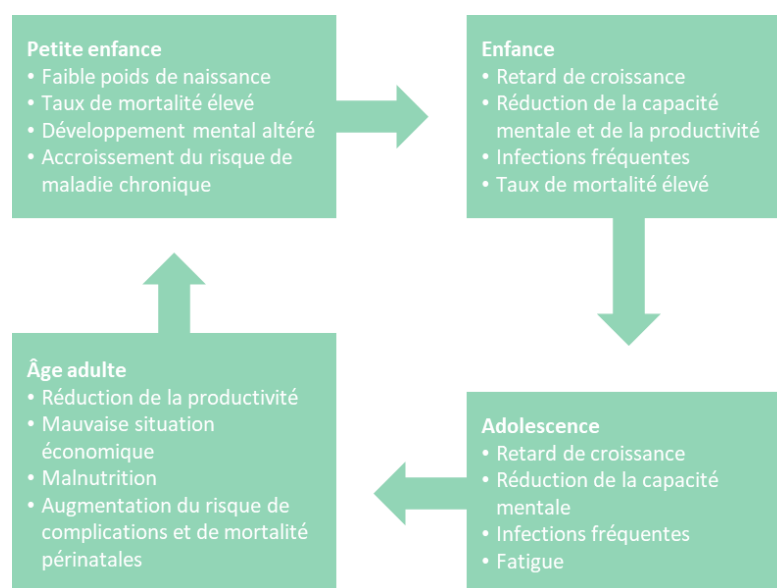 Petite enfance
• Faible poids de naissance
• Taux de mortalité élevé
• Développement mental altéré
• Accroissement du risque de
maladie chronique
Enfance
• Retard de croissance
• Réduction de la capacité
mentale et de la productivité
• Infections fréquentes
• Taux de mortalité élevé
Adolescence
• Retard de croissance
• Réduction de la capacité
mentale
• Infections fréquentes
• Fatigue
Âge adulte
• Réduction de la productivité
• Mauvaise situation
économique
• Malnutrition
• Augmentation du risque de
complications et de mortalité
périnatales